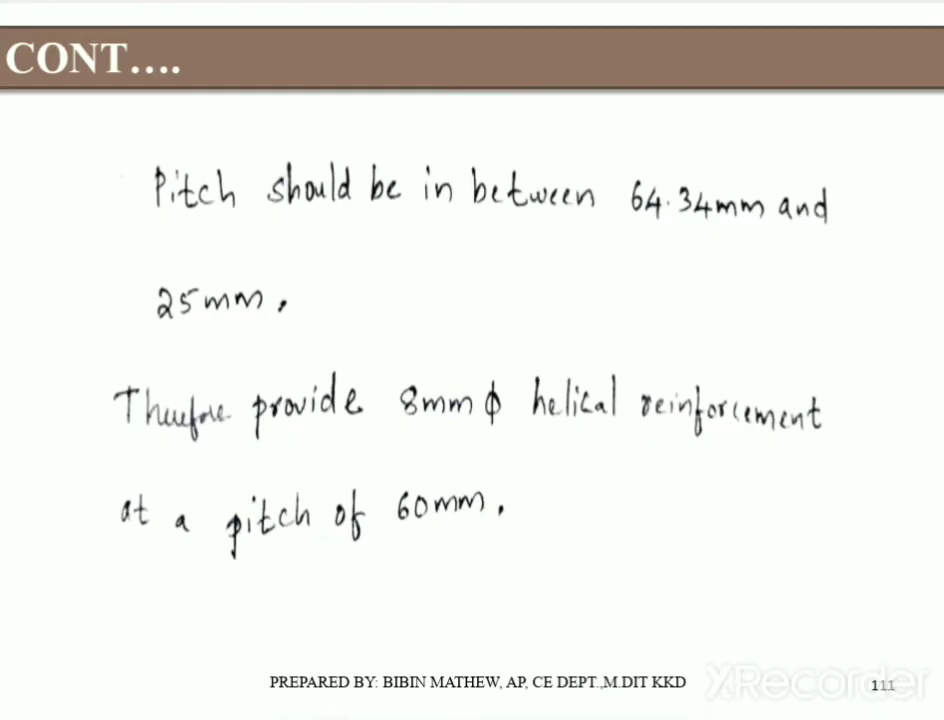 CONT....
Pitch should be in between 64.34mm and
25mm.
Therefore provide 8mm ϕ helical reinforcement
at a pitch of 60mm.
PREPARED BY: BIBIN MATHEW, AP, CE DEPT.,M.DIT KKD
XRecorder
111